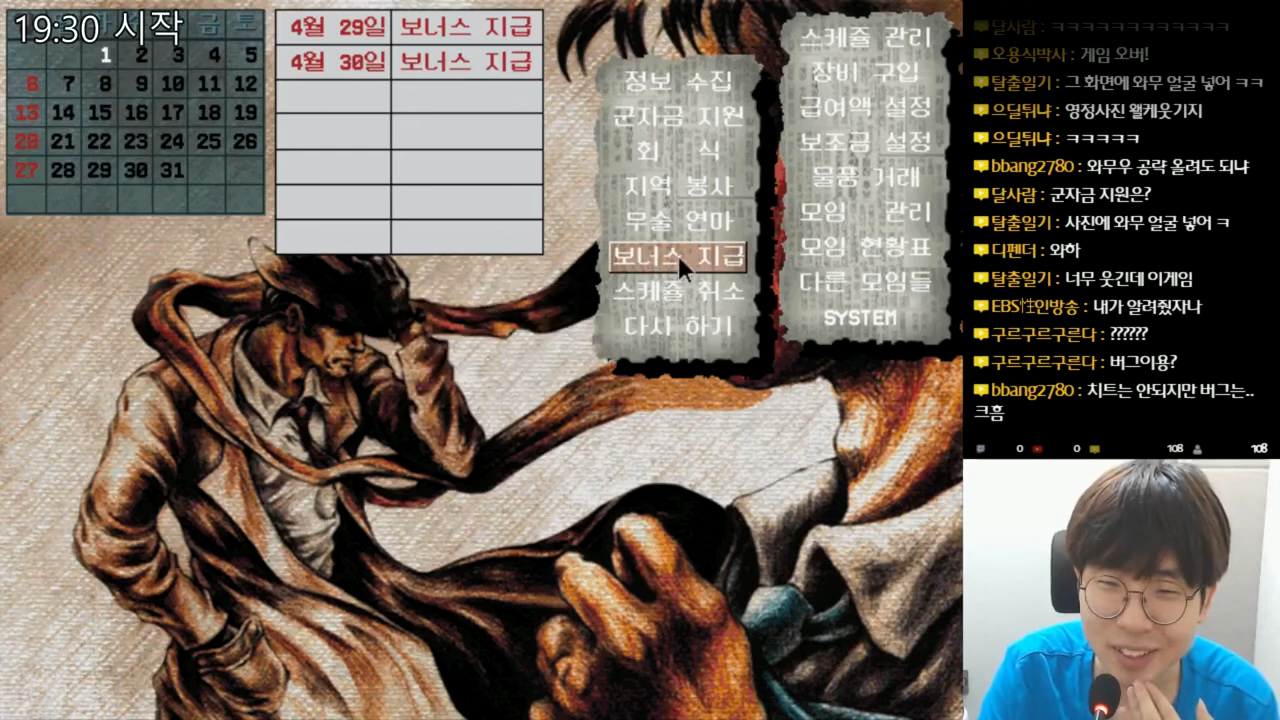 19:30 시작
금 토
1 2 3 4 5
6 7 8 9 10 11 12
13 14 15 16 17 18 19
20 21 22 23 24 25 26
27 28 29 30 31
4월 29일 보너스 지급
4월 30일 보너스 지급
정보 수집
군자금 지원
회 식
지역 봉사
무술 연마
보너스 지급
스케쥴 취소
다시 하기
스케쥴 관리
장비 구입
급여액 설정
보조금 설정
물품 거래
모임 관리
모임 현황표
다른 모임들
SYSTEM
달사람 : ㅋㅋㅋㅋㅋㅋㅋㅋㅋㅋㅋㅋ
오용식박사 : 게임 오버!
탈출일기 : 그 화면에 와무 얼굴 넣어 ㅋㅋ
으딜튀냐 : 영정사진 왤케웃기지
으딜튀냐 : ㅋㅋㅋㅋㅋ
bbang2780 : 와무우 공략 올려도 되냐
달사람 : 군자금 지원은?
탈출일기 : 사진에 와무 얼굴 넣어 ㅋ
디펜더 : 와하
탈출일기 : 너무 웃긴데 이게임
EBS性인방송 : 내가 알려줬자나
구르구르구른다 : ??????
구르구르구른다 : 버그이용?
bbang2780 : 치트는 안되지만 버그는..
크흠
0 0 108 108